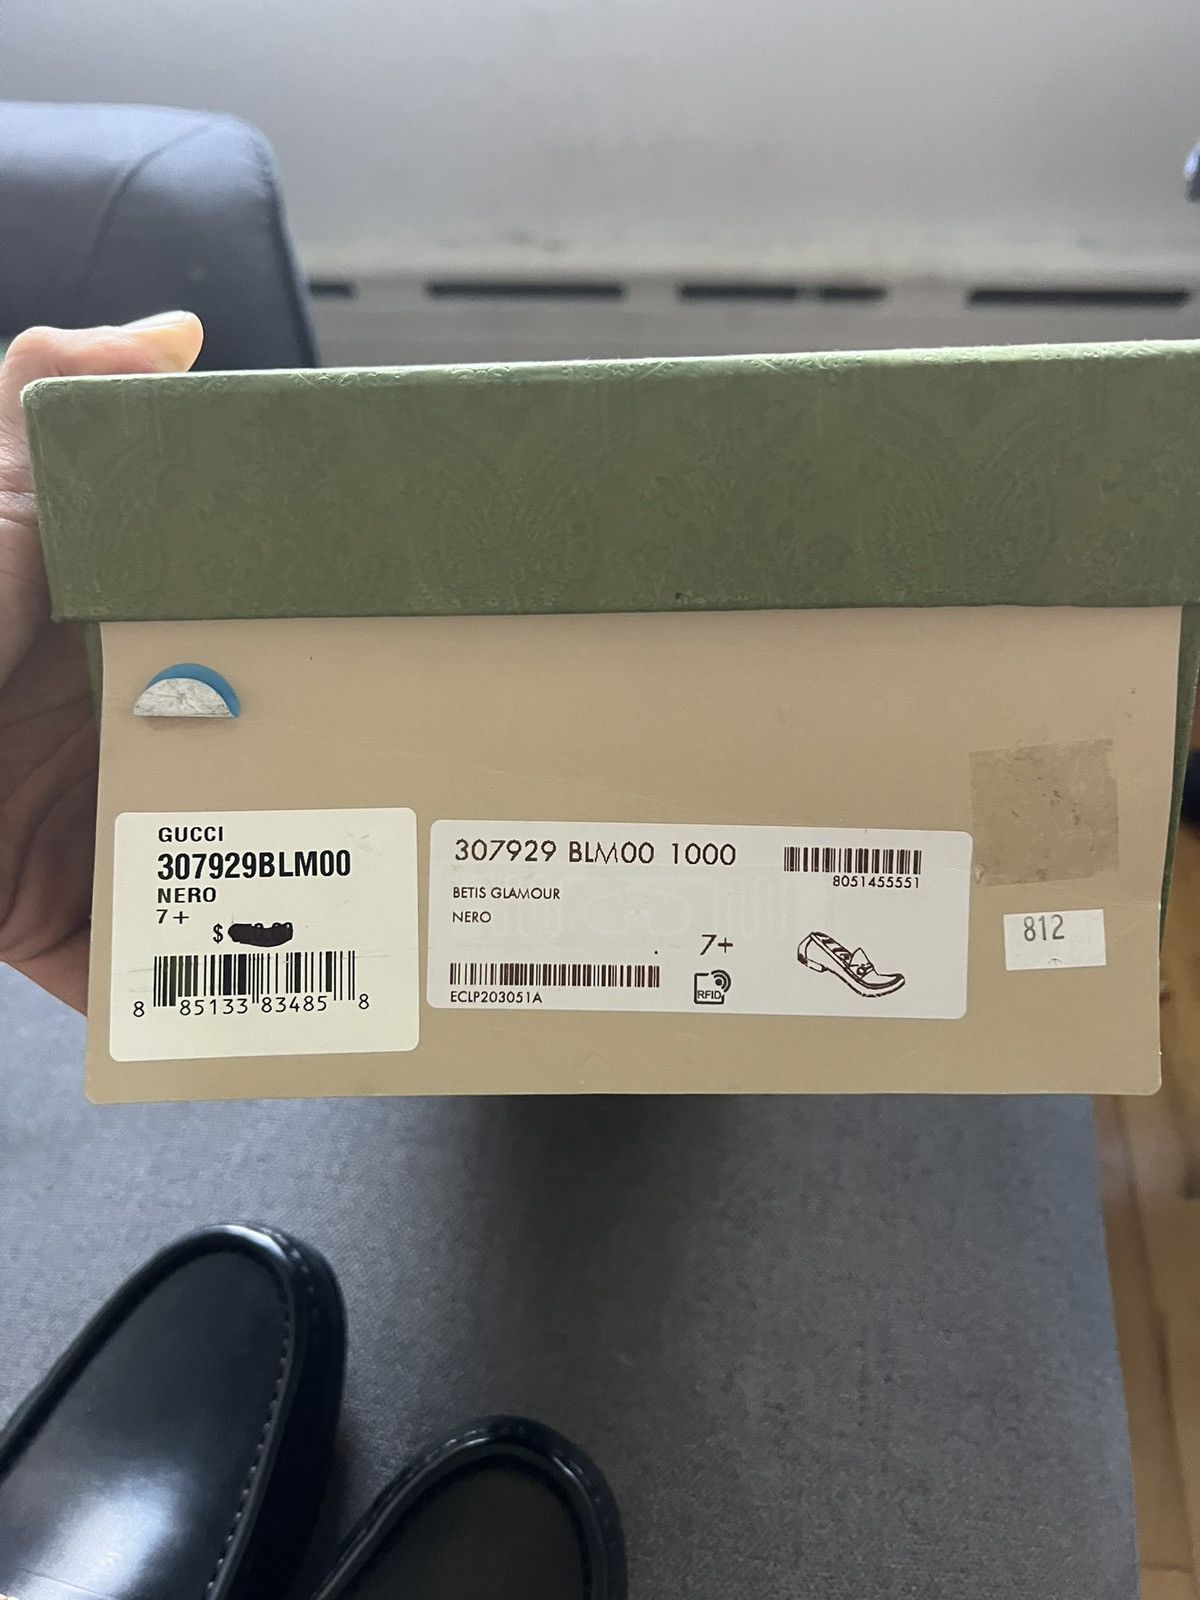 GUCCI
307929BLM00
NERO
7+
$
8 85133 83485 8
307929 BLM00 1000
8051455551
BETIS GLAMOUR
NERO
7+
RFID
ECLP203051A
812